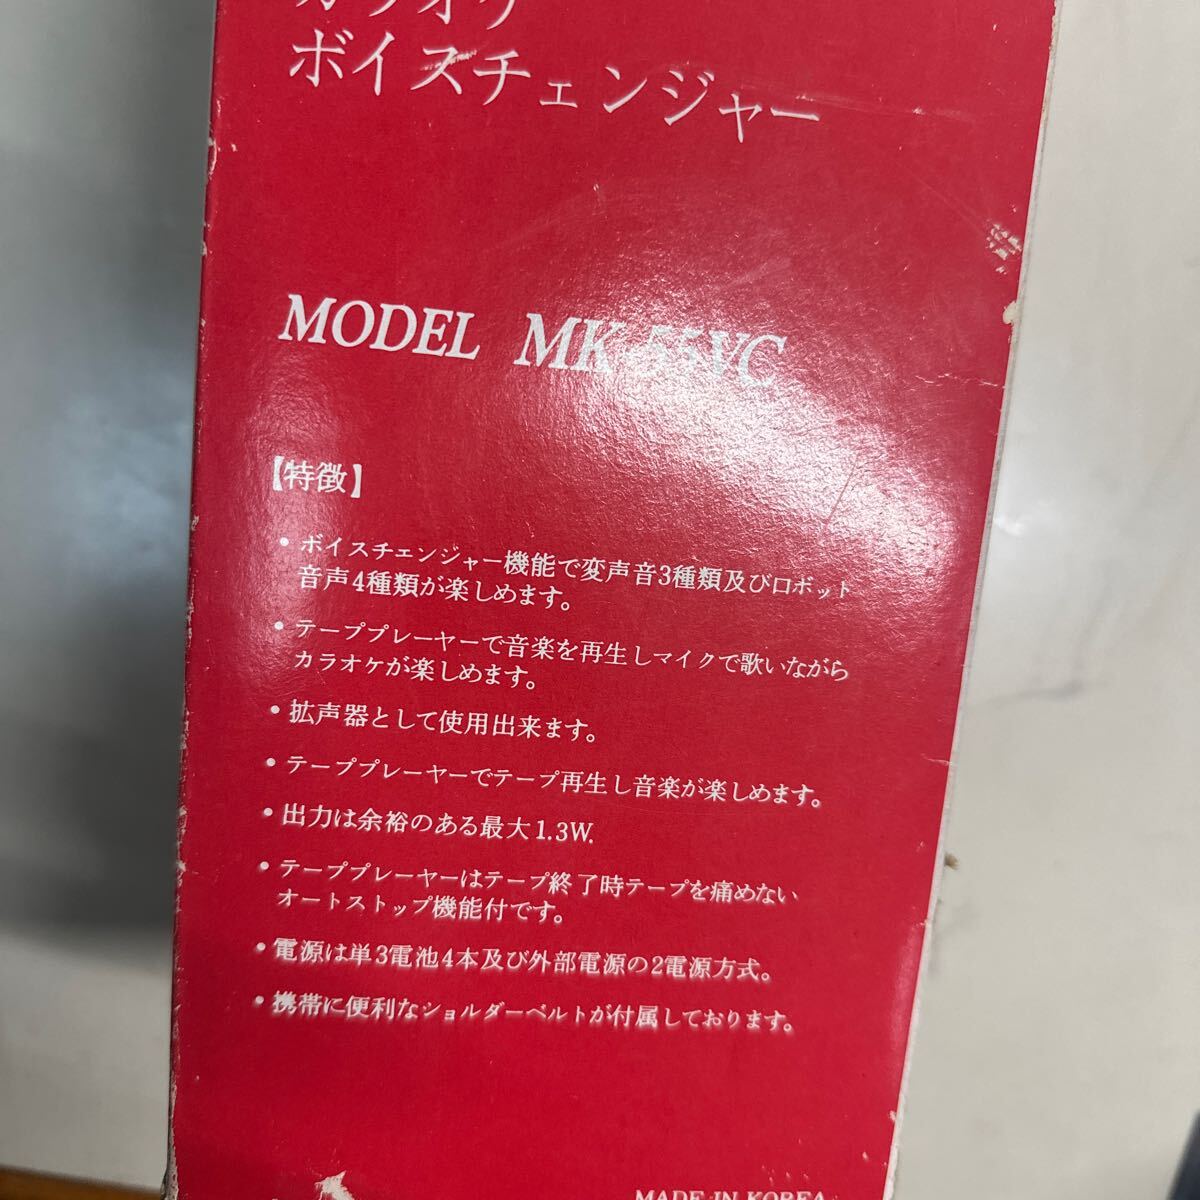 カラオケ
ボイスチェンジャー
MODEL MK-55VC
【特徴】
・ボイスチェンジャー機能で変声音3種類及びロボット
音声4種類が楽しめます。
・テーププレーヤーで音楽を再生しマイクで歌いながら
カラオケが楽しめます。
・拡声器として使用出来ます。
・テーププレーヤーでテープ再生し音楽が楽しめます。
・出力は余裕のある最大1.3W.
・テーププレーヤーはテープ終了時テープを痛めない
オートストップ機能付です。
・電源は単3電池4本及び外部電源の2電源方式。
・携帯に便利なショルダーベルトが付属しております。
MADE IN KOREA